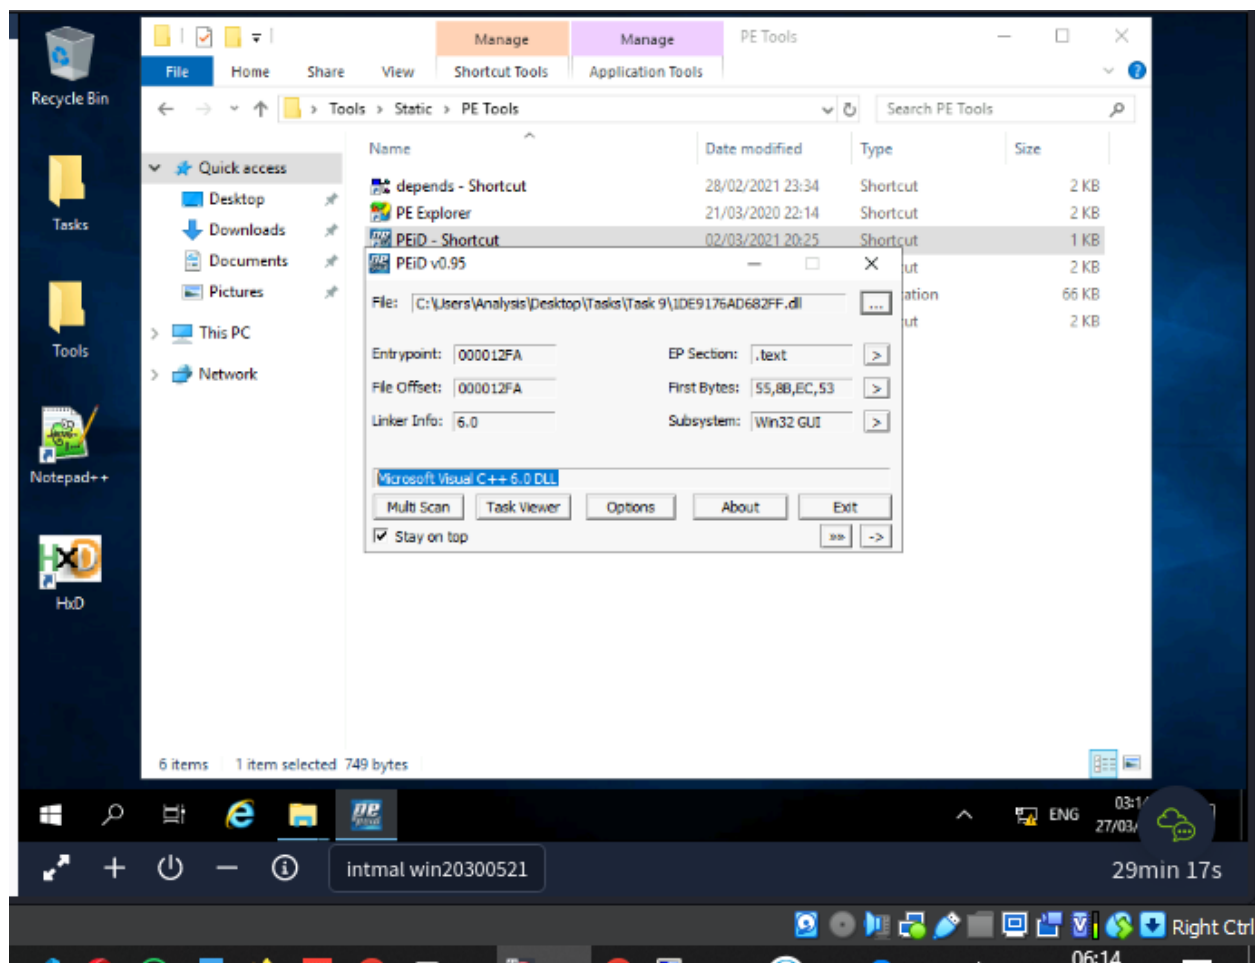 Manage
Manage
PE Tools
File
Home
Share
View
Shortcut Tools
Application Tools
Recycle Bin
Tools > Static > PE Tools
Search PE Tools
Name
Date modified
Type
Size
Quick access
depends - Shortcut
28/02/2021 23:34
Shortcut
2 KB
Desktop
PE Explorer
21/03/2020 22:14
Shortcut
2 KB
Tasks
Downloads
PEiD - Shortcut
02/03/2021 20:25
Shortcut
1 KB
Documents
PEiD v0.95
ut
2 KB
Pictures
File: C:\Users\Analysis\Desktop\Tasks\Task 9\1DE9176AD682FF.dll ...
ation
66 KB
This PC
ut
2 KB
Tools
Entrypoint: 000012FA
EP Section: .text >
Network
File Offset: 000012FA
First Bytes: 55,8B,EC,53 >
Linker Info: 6.0
Subsystem: Win32 GUI >
Notepad++
Microsoft Visual C++ 6.0 DLL
Multi Scan
Task Viewer
Options
About
Exit
Stay on top
»»
->
HxD
6 items
1 item selected 749 bytes
ENG
03:1
27/03/
intmal win20300521
29min 17s
Right Ctrl
06:14